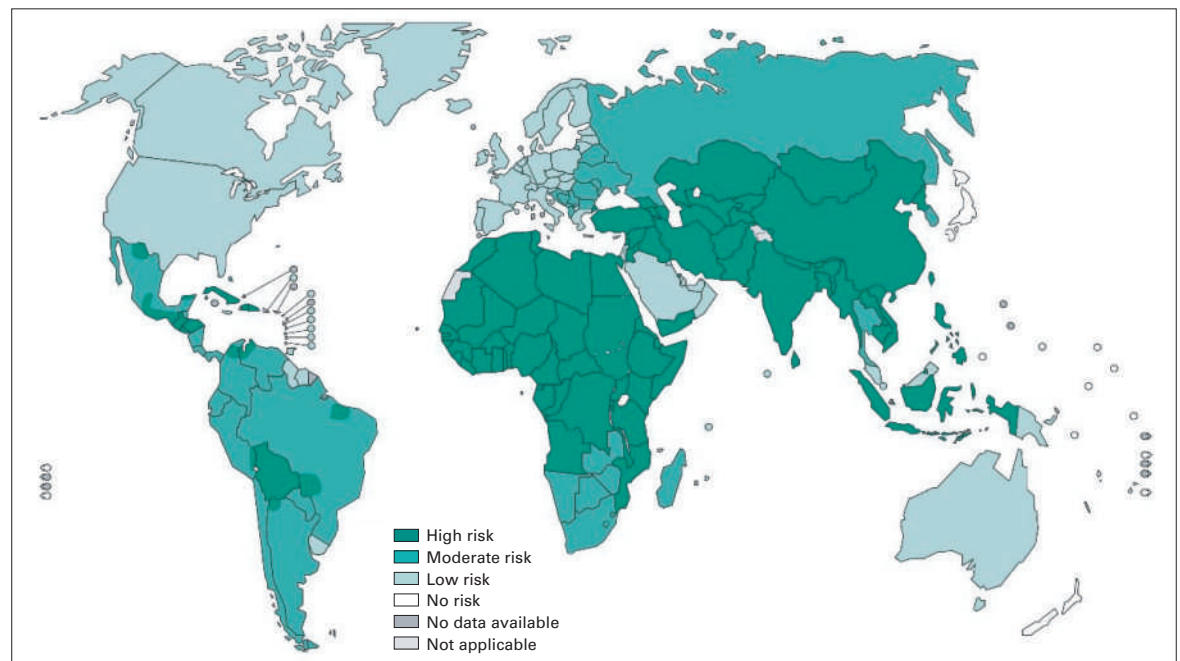 High risk
Moderate risk
Low risk
No risk
No data available
Not applicable